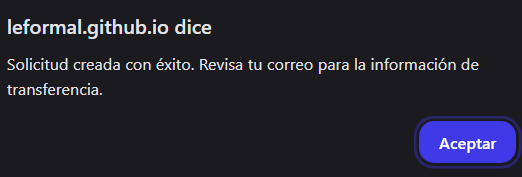 leformal.github.io dice
Solicitud creada con éxito. Revisa tu correo para la información de
transferencia.
Aceptar